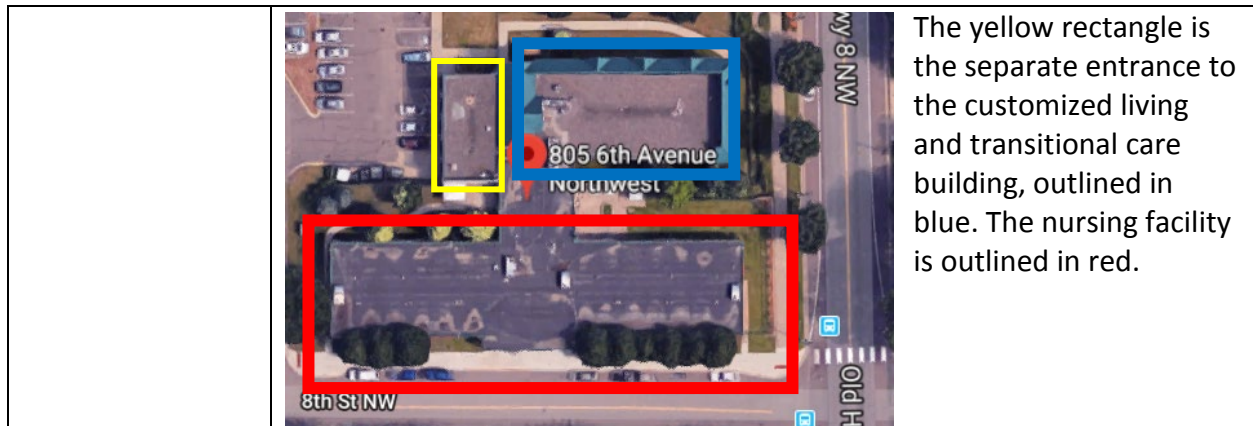 The yellow rectangle is
the separate entrance to
the customized living
and transitional care
building, outlined in
blue. The nursing facility
is outlined in red.
wy 8 NW
805 6th Avenue
Northwest
8th St NW
Old H